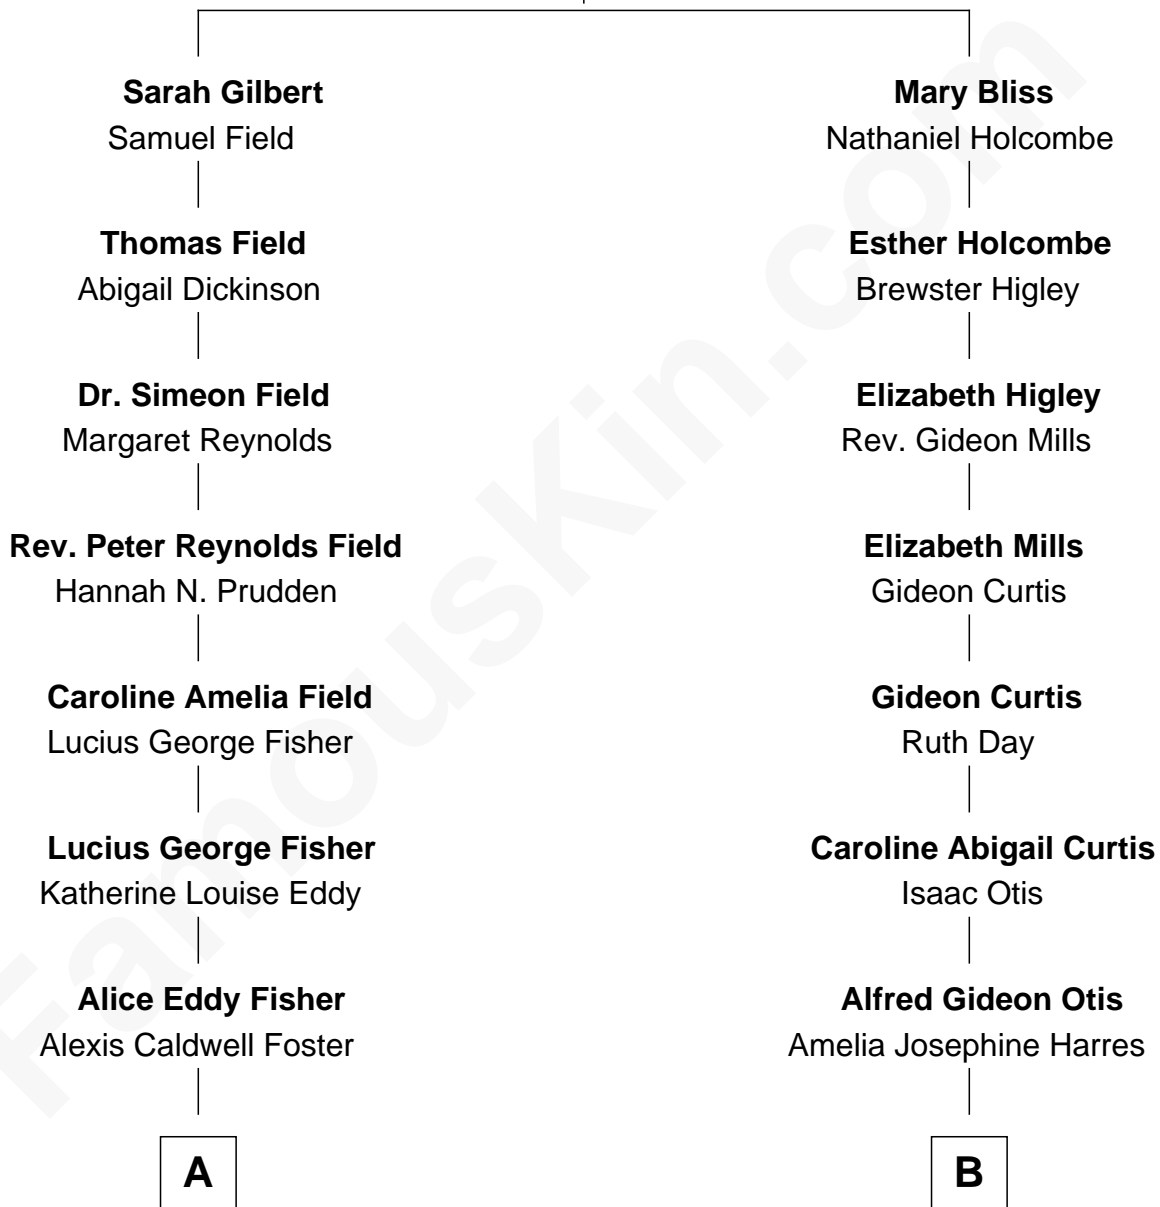 Sarah Gilbert
Samuel Field
Thomas Field
Abigail Dickinson
Dr. Simeon Field
Margaret Reynolds
Rev. Peter Reynolds Field
Hannah N. Prudden
Caroline Amelia Field
Lucius George Fisher
Lucius George Fisher
Katherine Louise Eddy
Alice Eddy Fisher
Alexis Caldwell Foster
A
Mary Bliss
Nathaniel Holcombe
Esther Holcombe
Brewster Higley
Elizabeth Higley
Rev. Gideon Mills
Elizabeth Mills
Gideon Curtis
Gideon Curtis
Ruth Day
Caroline Abigail Curtis
Isaac Otis
Alfred Gideon Otis
Amelia Josephine Harres
B
FamousKin.com